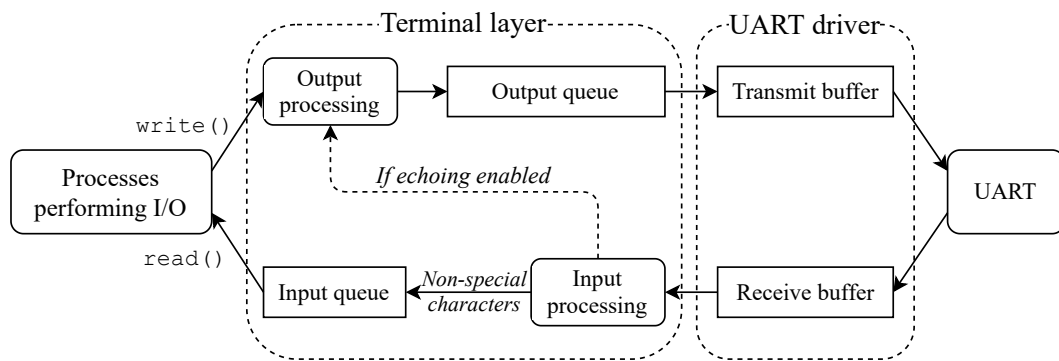 Terminal layer
UART driver
Output
processing
Output queue
Transmit buffer
write()
If echoing enabled
Processes
performing I/O
UART
read()
Input queue
Non-special
characters
Input
processing
Receive buffer